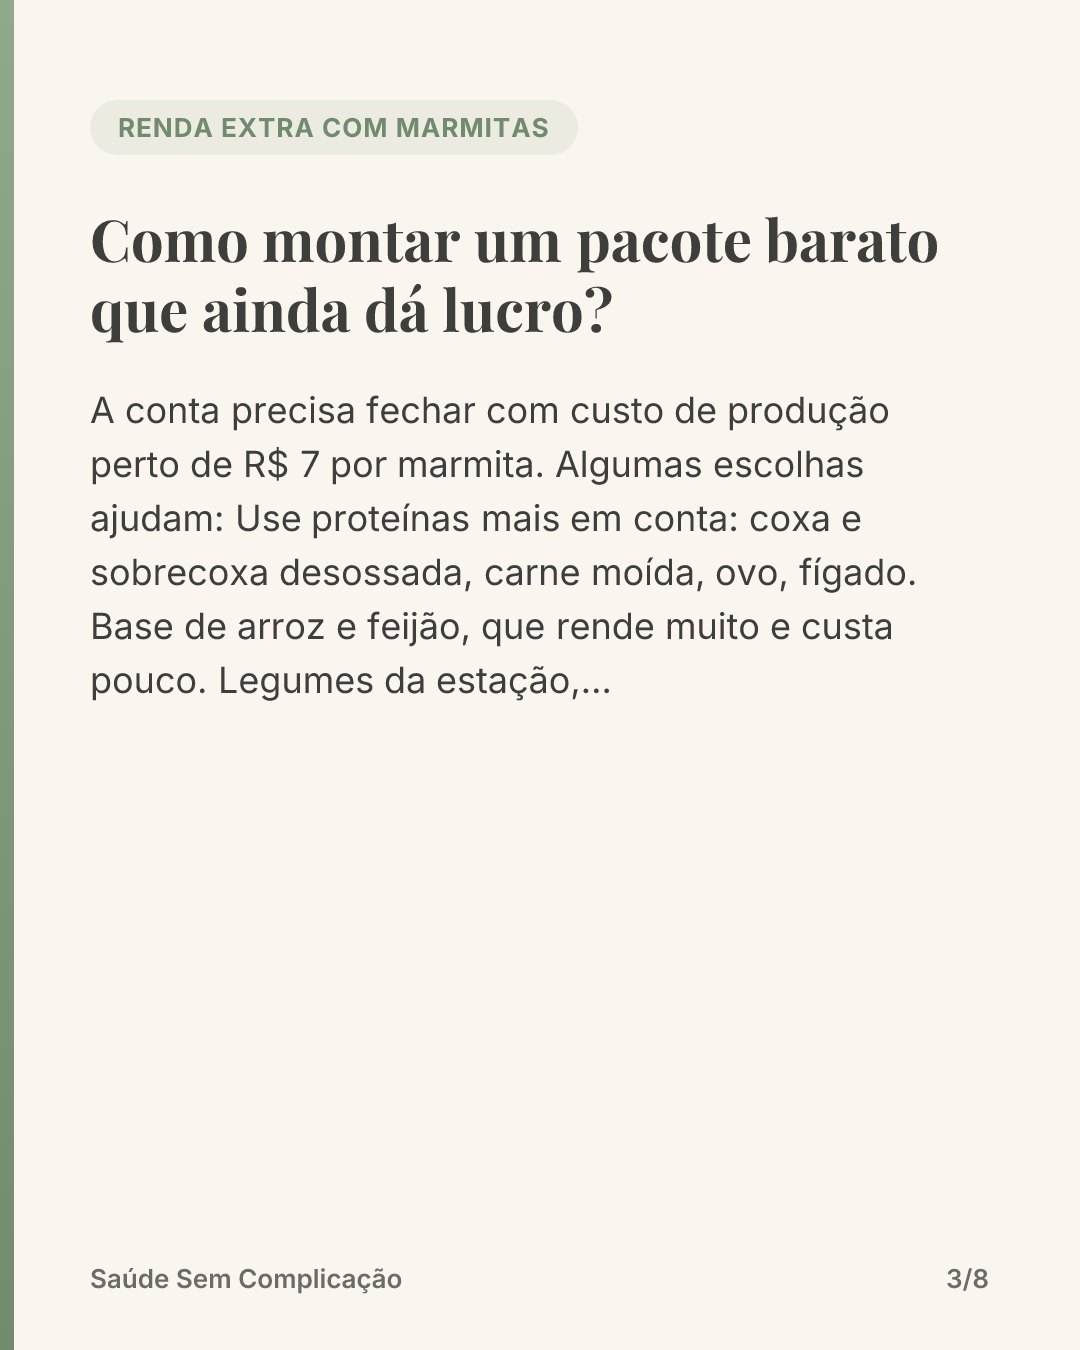 RENDA EXTRA COM MARMITAS
Como montar um pacote barato
que ainda dá lucro?
A conta precisa fechar com custo de produção
perto de R$ 7 por marmita. Algumas escolhas
ajudam: Use proteínas mais em conta: coxa e
sobrecoxa desossada, carne moída, ovo, fígado.
Base de arroz e feijão, que rende muito e custa
pouco. Legumes da estação,...
Saúde Sem Complicação
3/8